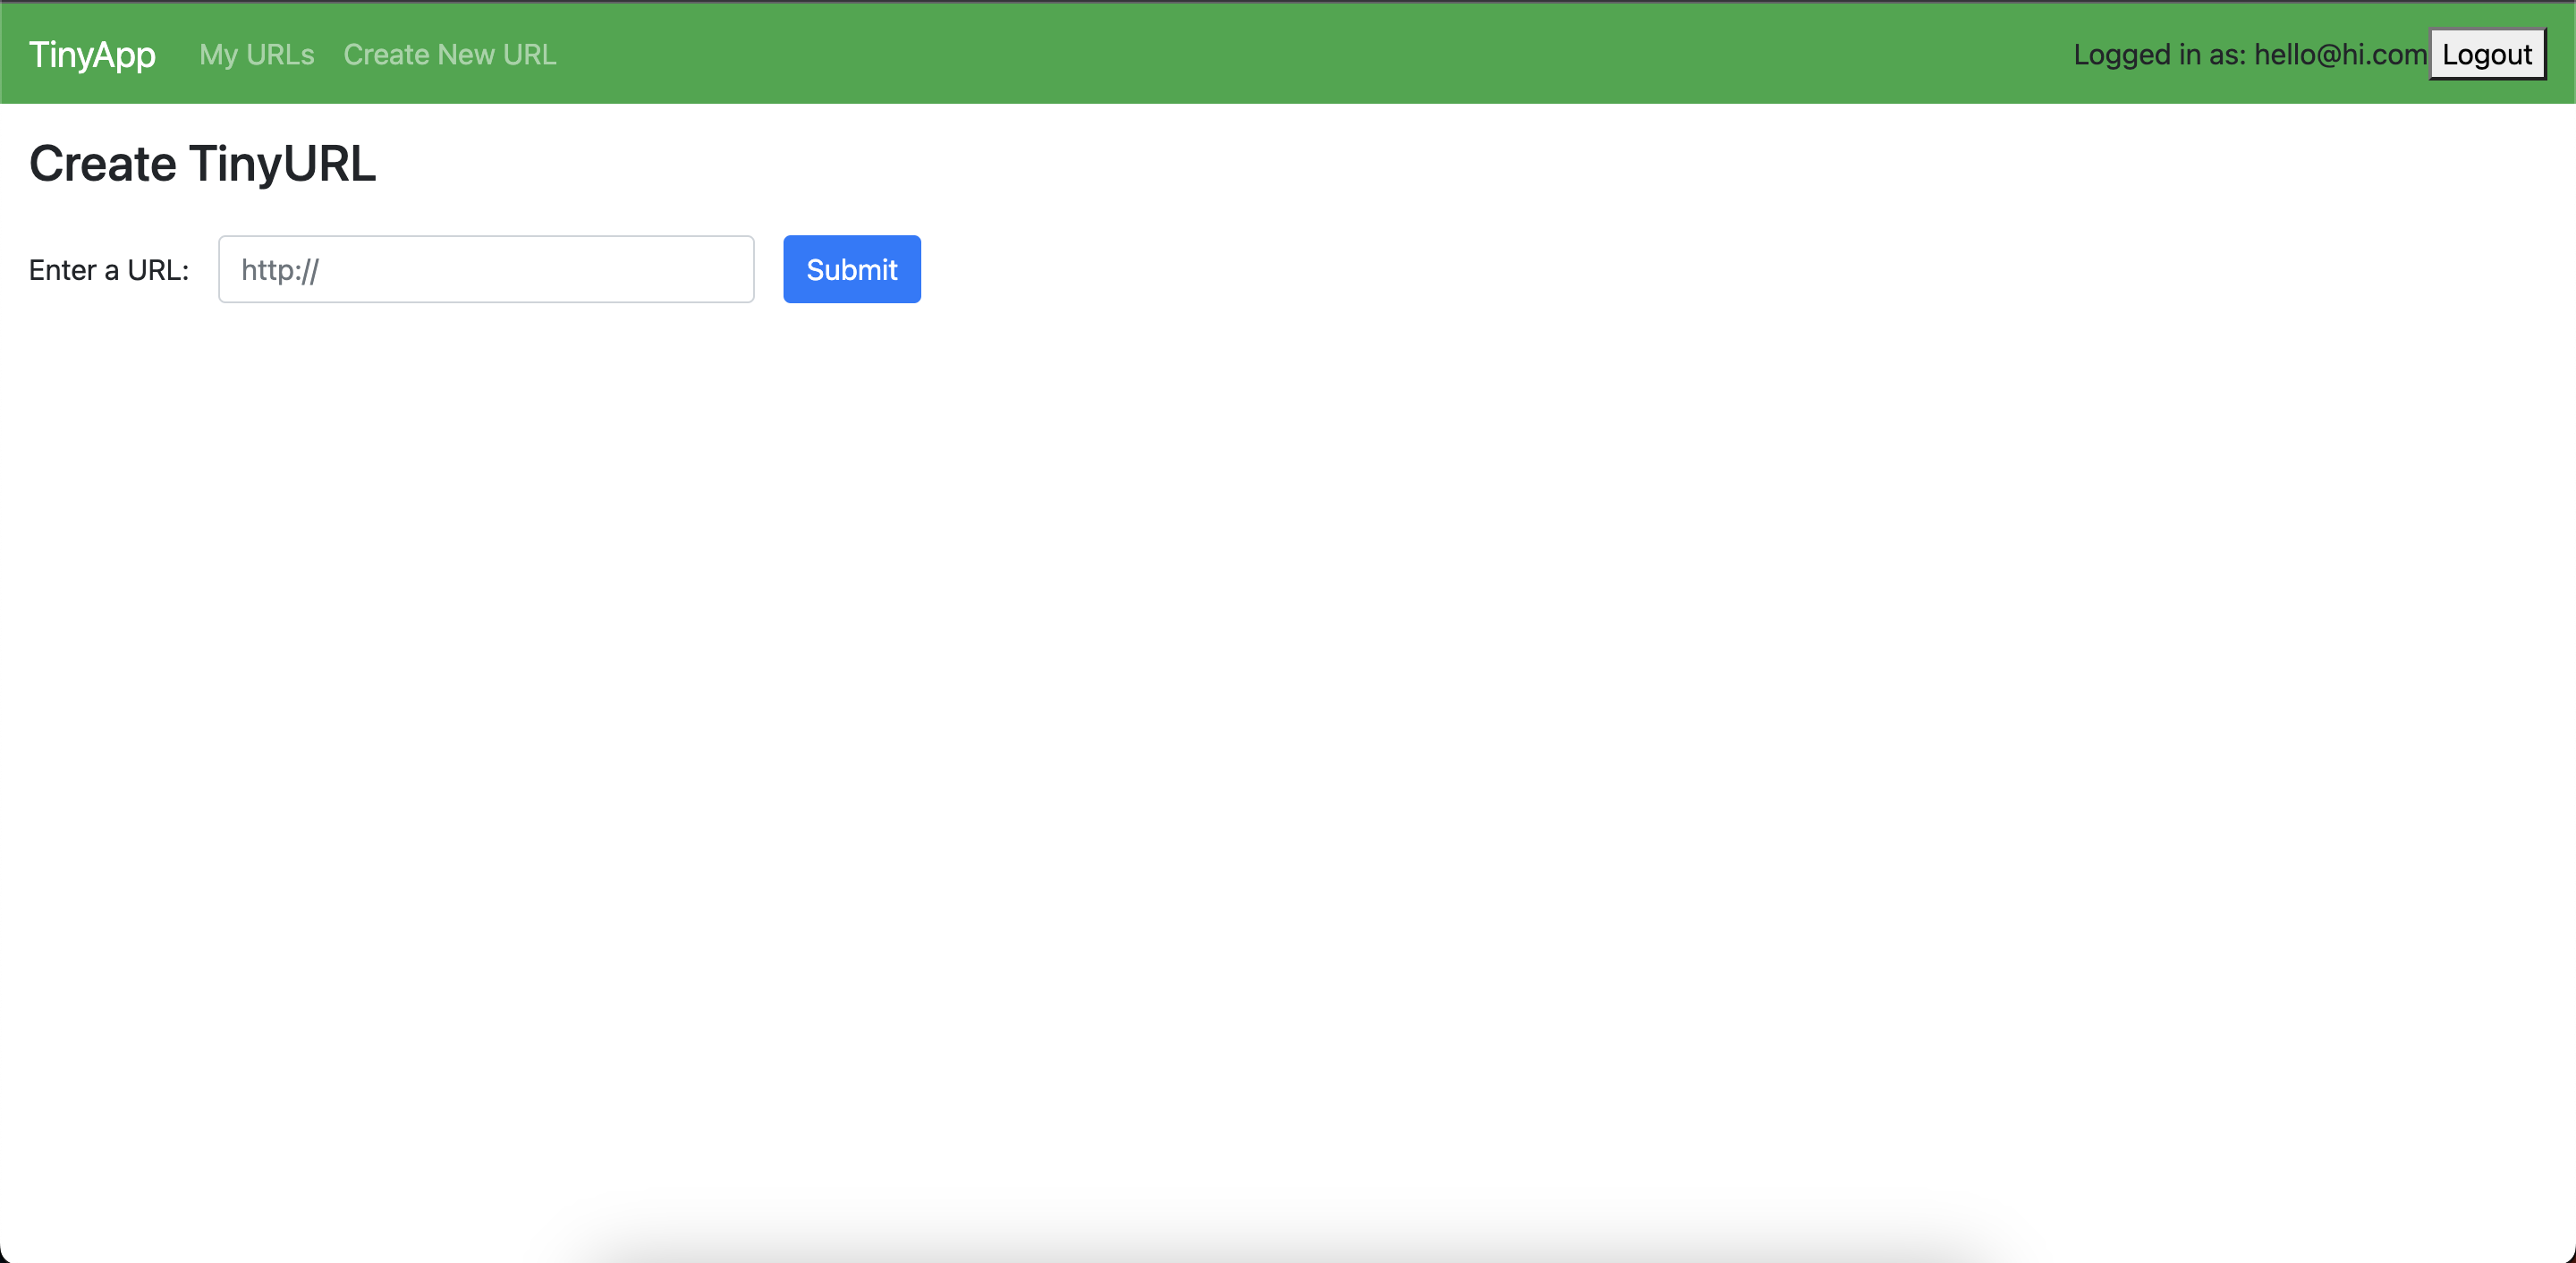 TinyApp My URLs Create New URL Logged in as: hello@hi.com Logout
Create TinyURL
Enter a URL: http:// Submit